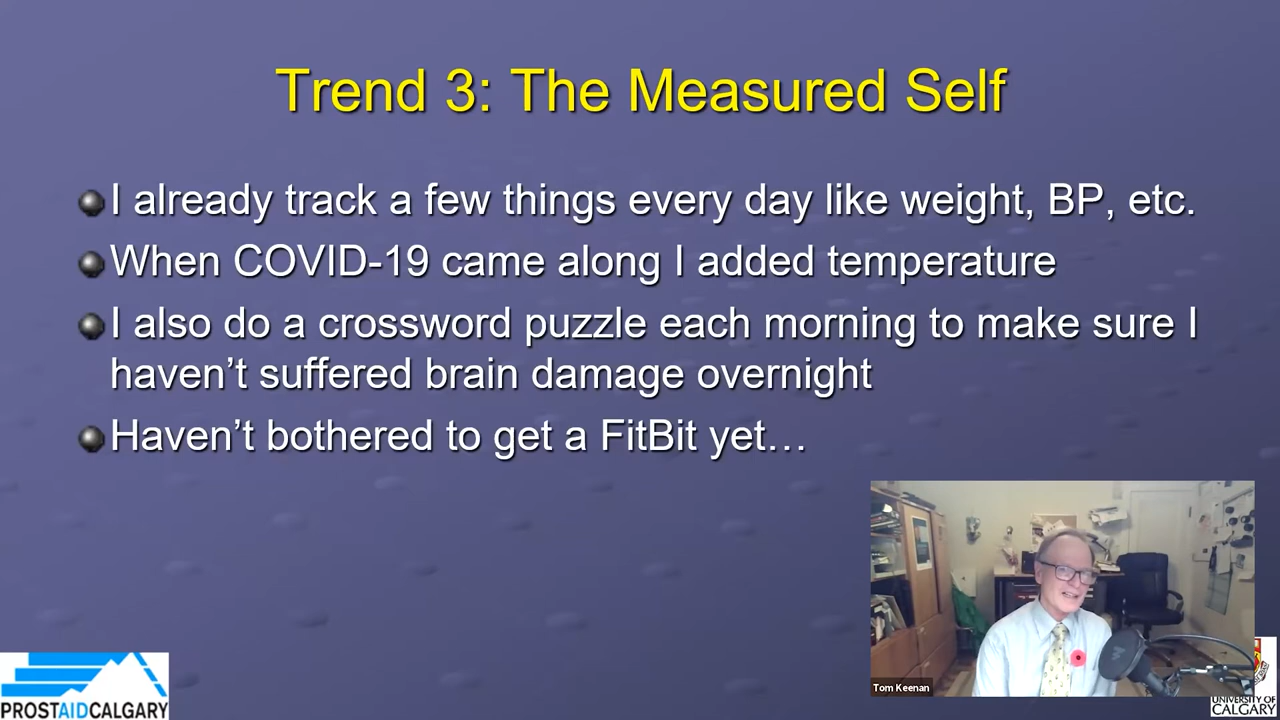 Trend 3: The Measured Self
I already track a few things every day like weight, BP, etc.
When COVID-19 came along I added temperature
I also do a crossword puzzle each morning to make sure I
haven’t suffered brain damage overnight
Haven’t bothered to get a FitBit yet…
Tom Keenan
PROSTAIDCALGARY
UNIVERSITY OF
CALGARY